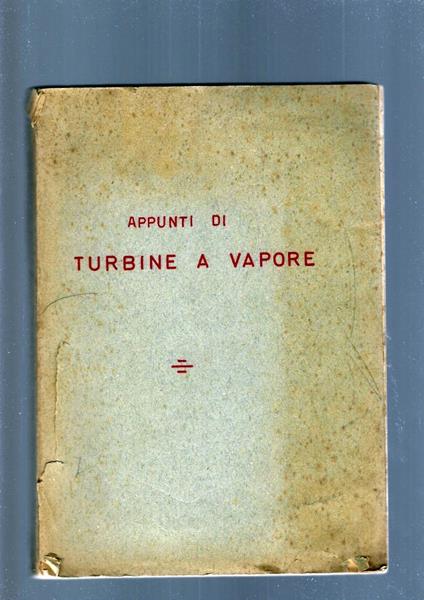 APPUNTI DI
TURBINE A VAPORE